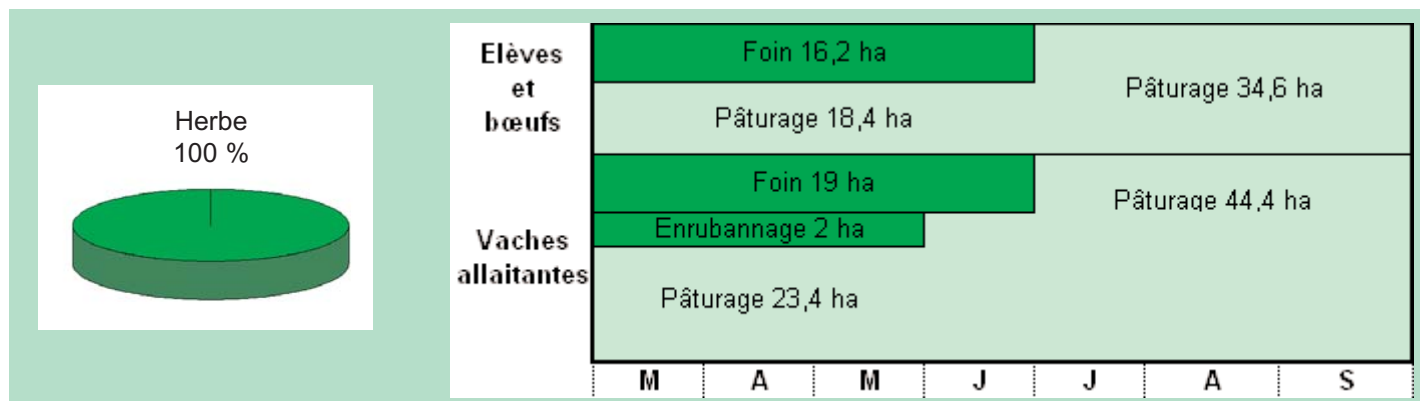 Herbe
100 %
Elèves
et
bœufs
Foin 16,2 ha
Pâturage 18,4 ha
Pâturage 34,6 ha
Vaches
allaitantes
Foin 19 ha
Enrubannage 2 ha
Pâturage 23,4 ha
Pâturage 44,4 ha
M A M J J A S